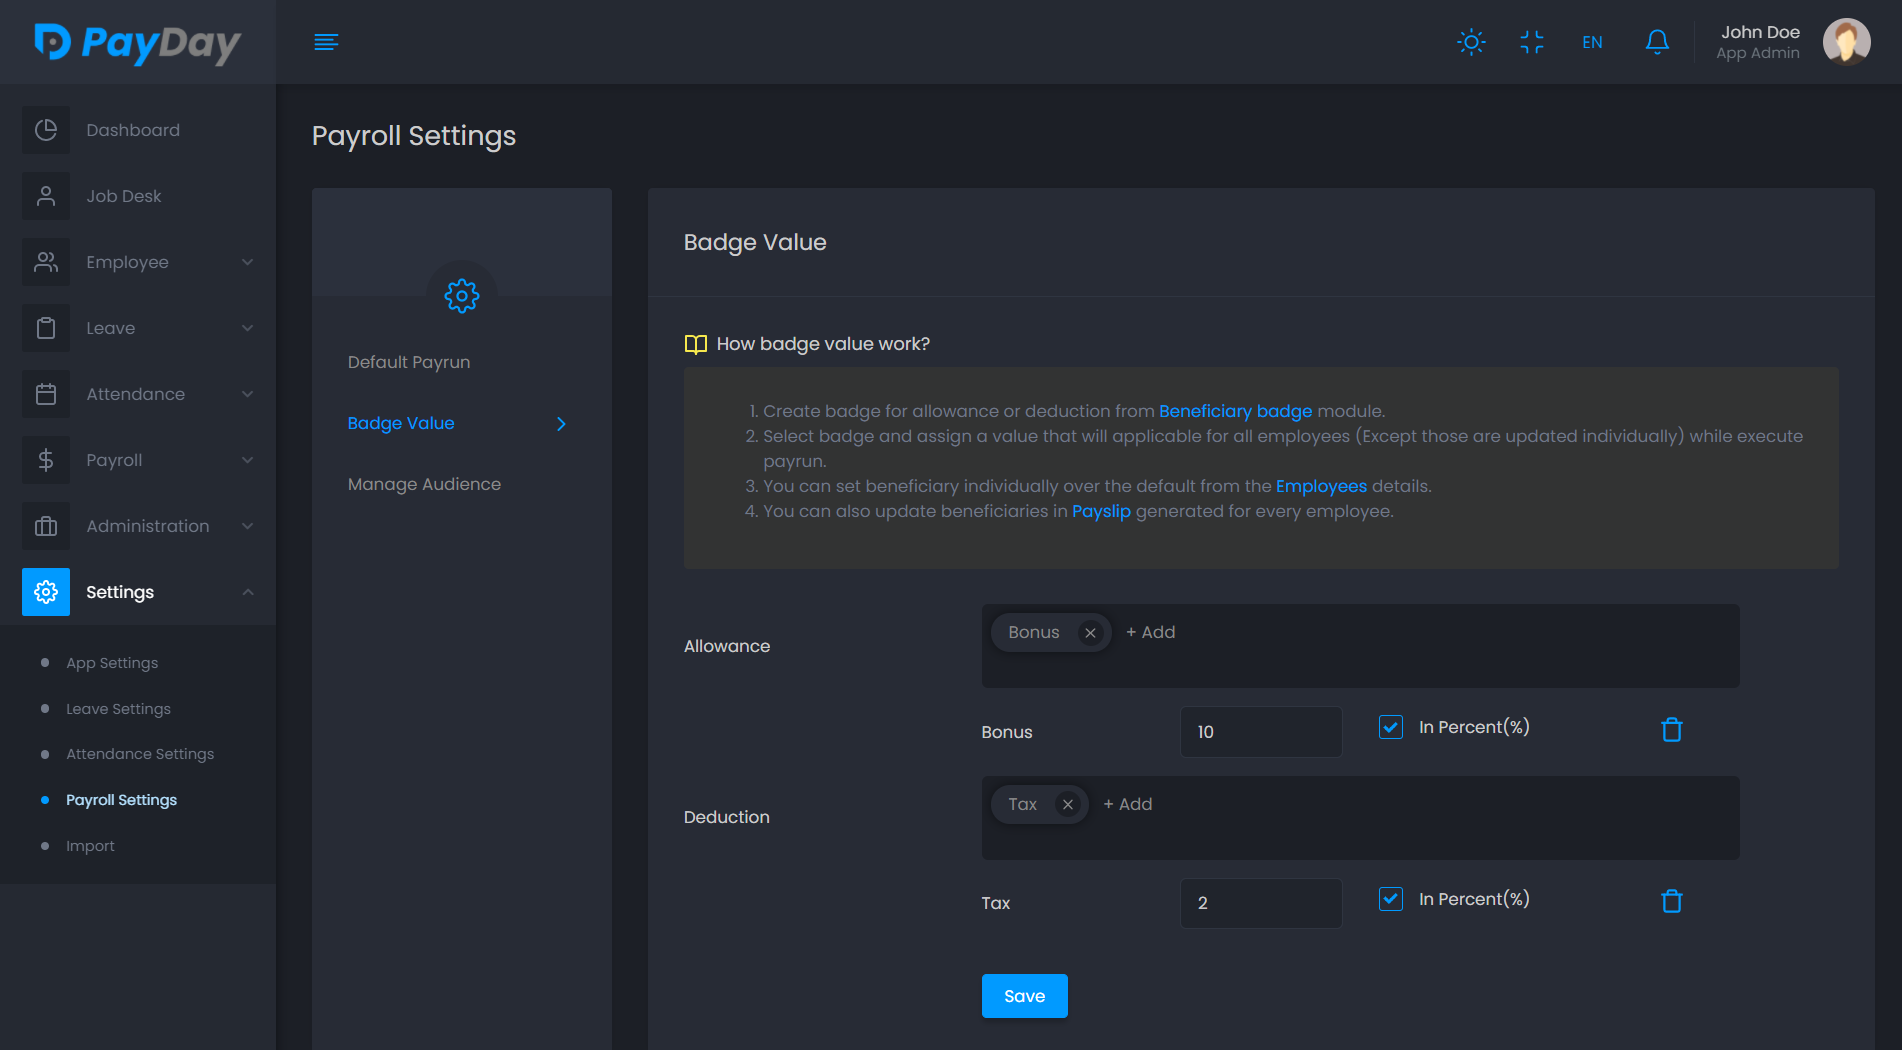 PayDay
EN
John Doe
App Admin
Dashboard
Job Desk
Employee
Leave
Attendance
Payroll
Administration
Settings
App Settings
Leave Settings
Attendance Settings
Payroll Settings
Import
Payroll Settings
Default Payrun
Badge Value
Manage Audience
Badge Value
How badge value work?
1. Create badge for allowance or deduction from Beneficiary badge module.
2. Select badge and assign a value that will applicable for all employees (Except those are updated individually) while execute
payrun.
3. You can set beneficiary individually over the default from the Employees details.
4. You can also update beneficiaries in Payslip generated for every employee.
Allowance
Bonus + Add
Bonus 10 In Percent(%)
Deduction
Tax + Add
Tax 2 In Percent(%)
Save